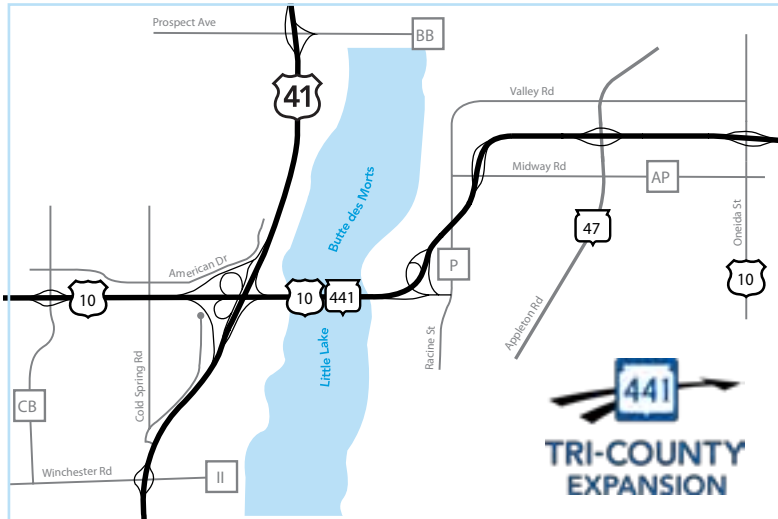 Prospect Ave
BB
41
Valley Rd
Midway Rd
AP
Butte des Morts
Oneida St
47
American Dr
P
10
10
441
10
Appleton Rd
Racine St
Little Lake
Cold Spring Rd
CB
441
Winchester Rd
II
TRI-COUNTY
EXPANSION